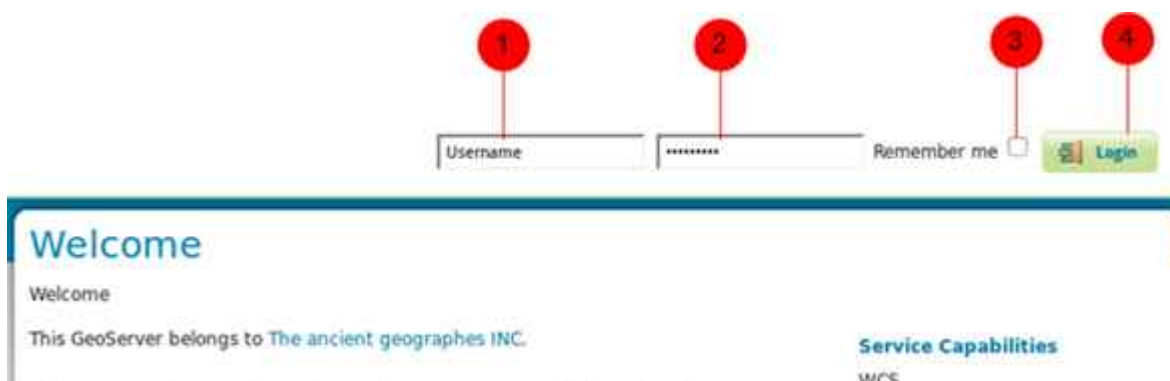 1 2 3 4
Username ••••••••• Remember me Login
Welcome
Welcome
This GeoServer belongs to The ancient geographes INC.
Service Capabilities
WCS